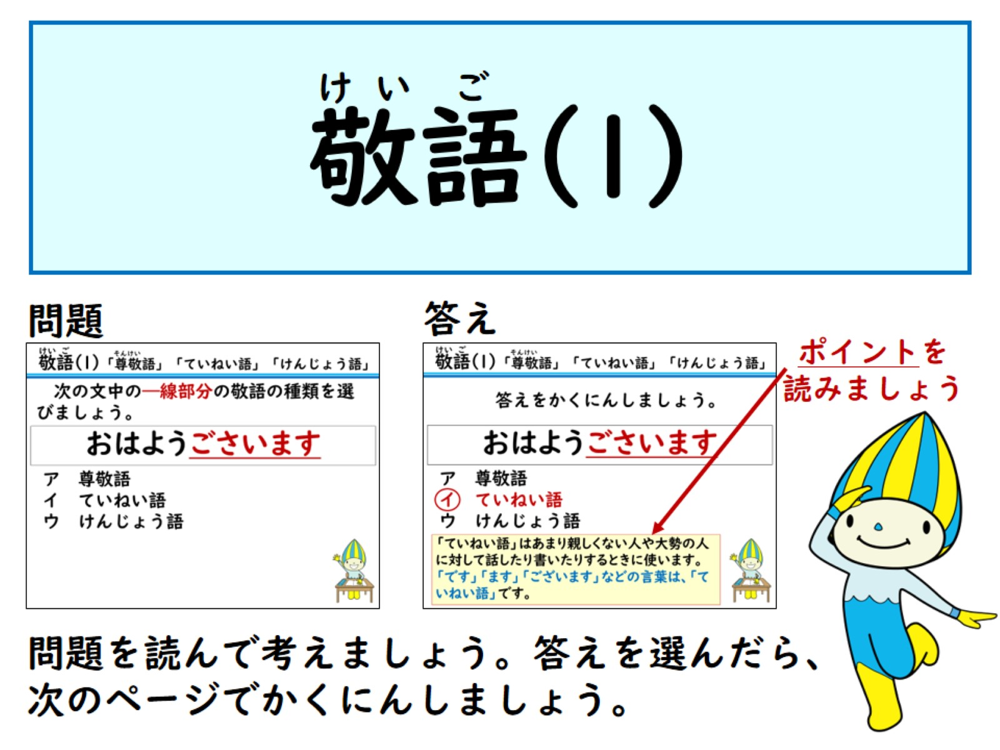 けいご
敬語(1)
問題
けいご そんけい
敬語(1)「尊敬語」「ていねい語」「けんじょう語」
次の文中の―線部分の敬語の種類を選
びましょう。
おはようございます
ア 尊敬語
イ ていねい語
ウ けんじょう語
答え
けいご そんけい
敬語(1)「尊敬語」「ていねい語」「けんじょう語」
答えをかくにんしましょう。
おはようございます
ア 尊敬語
イ ていねい語
ウ けんじょう語
「ていねい語」はあまり親しくない人や大勢の人
に対して話したり書いたりするときに使います。
「です」「ます」「ございます」などの言葉は、「て
いねい語」です。
ポイントを
読みましょう
問題を読んで考えましょう。答えを選んだら、
次のページでかくにんしましょう。